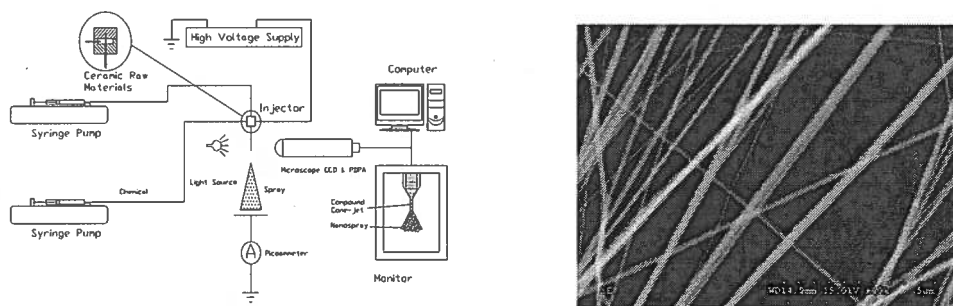 High Voltage Supply
Ceramic Raw
Materials
Computer
Injector
Syringe Pump
Microscope CCD & PDPA
Light Source
Spray
Chemical
Compound
Cone-jet
Nanospray
Syringe Pump
A
Picoammeter
Monitor